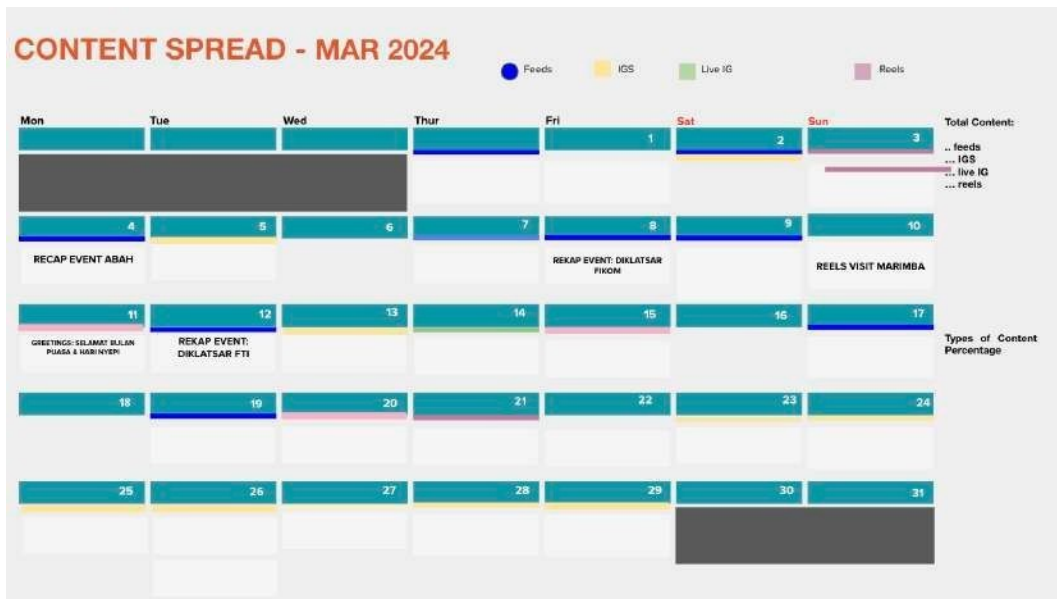 CONTENT SPREAD - MAR 2024
Feeds
IGS
Live IG
Reels
Mon
Tue
Wed
Thur
Fri
Sat
Sun
Total Content:
1
2
3
.. feeds
... IGS
... live IG
... reels
4
5
6
7
8
9
10
RECAP EVENT ABAH
REKAP EVENT: DIKLATSAR
FIKOM
REELS VISIT MARIMBA
11
12
13
14
15
16
17
GREETINGS: SELAMAT BULAN
PUASA & HARI NYEPI
REKAP EVENT:
DIKLATSAR FTI
Types of Content
Percentage
18
19
20
21
22
23
24
25
26
27
28
29
30
31